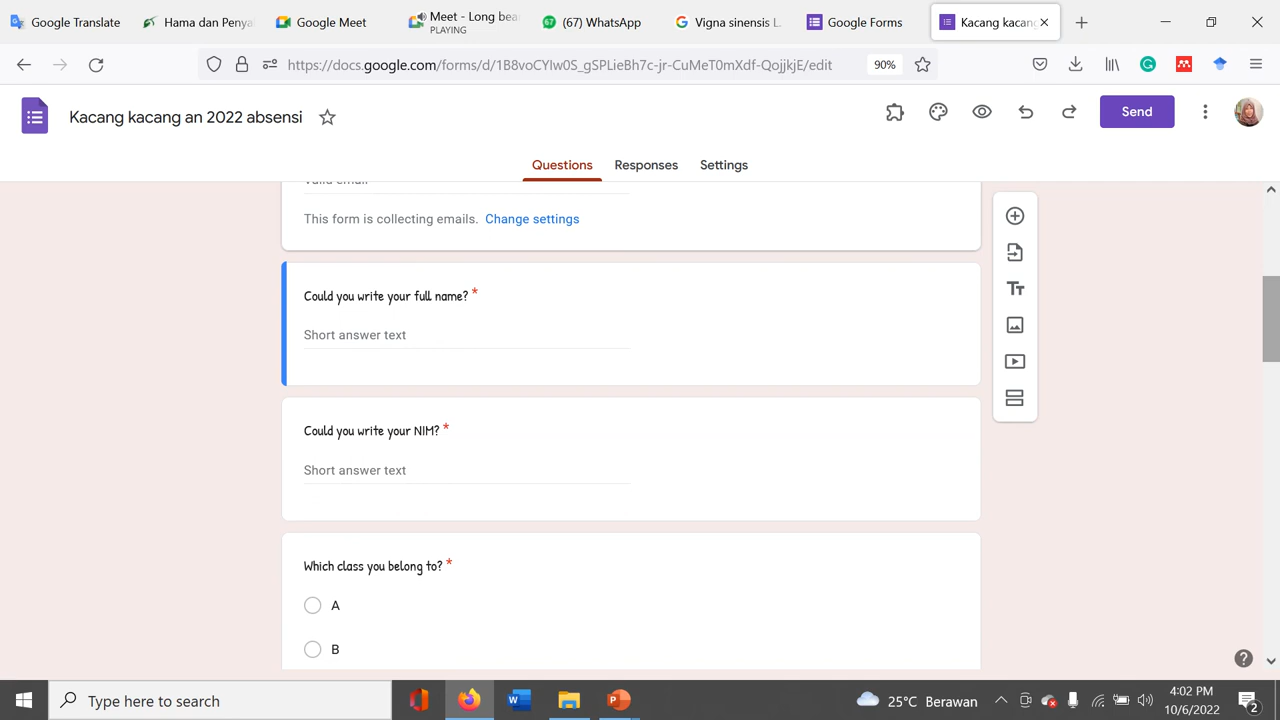 Google Translate
Hama dan Penya
Google Meet
Meet - Long bea
PLAYING
(67) WhatsApp
Vigna sinensis L.
Google Forms
Kacang kacang
https://docs.google.com/forms/d/1B8voCYIw0S_gSPLieBh7c-jr-CuMeT0mXdf-QojjkjE/edit
90%
Kacang kacang an 2022 absensi
Send
Questions
Responses
Settings
Valid email
This form is collecting emails. Change settings
Could you write your full name? *
Short answer text
Could you write your NIM? *
Short answer text
Which class you belong to? *
A
B
Type here to search
25°C Berawan
4:02 PM
10/6/2022
2